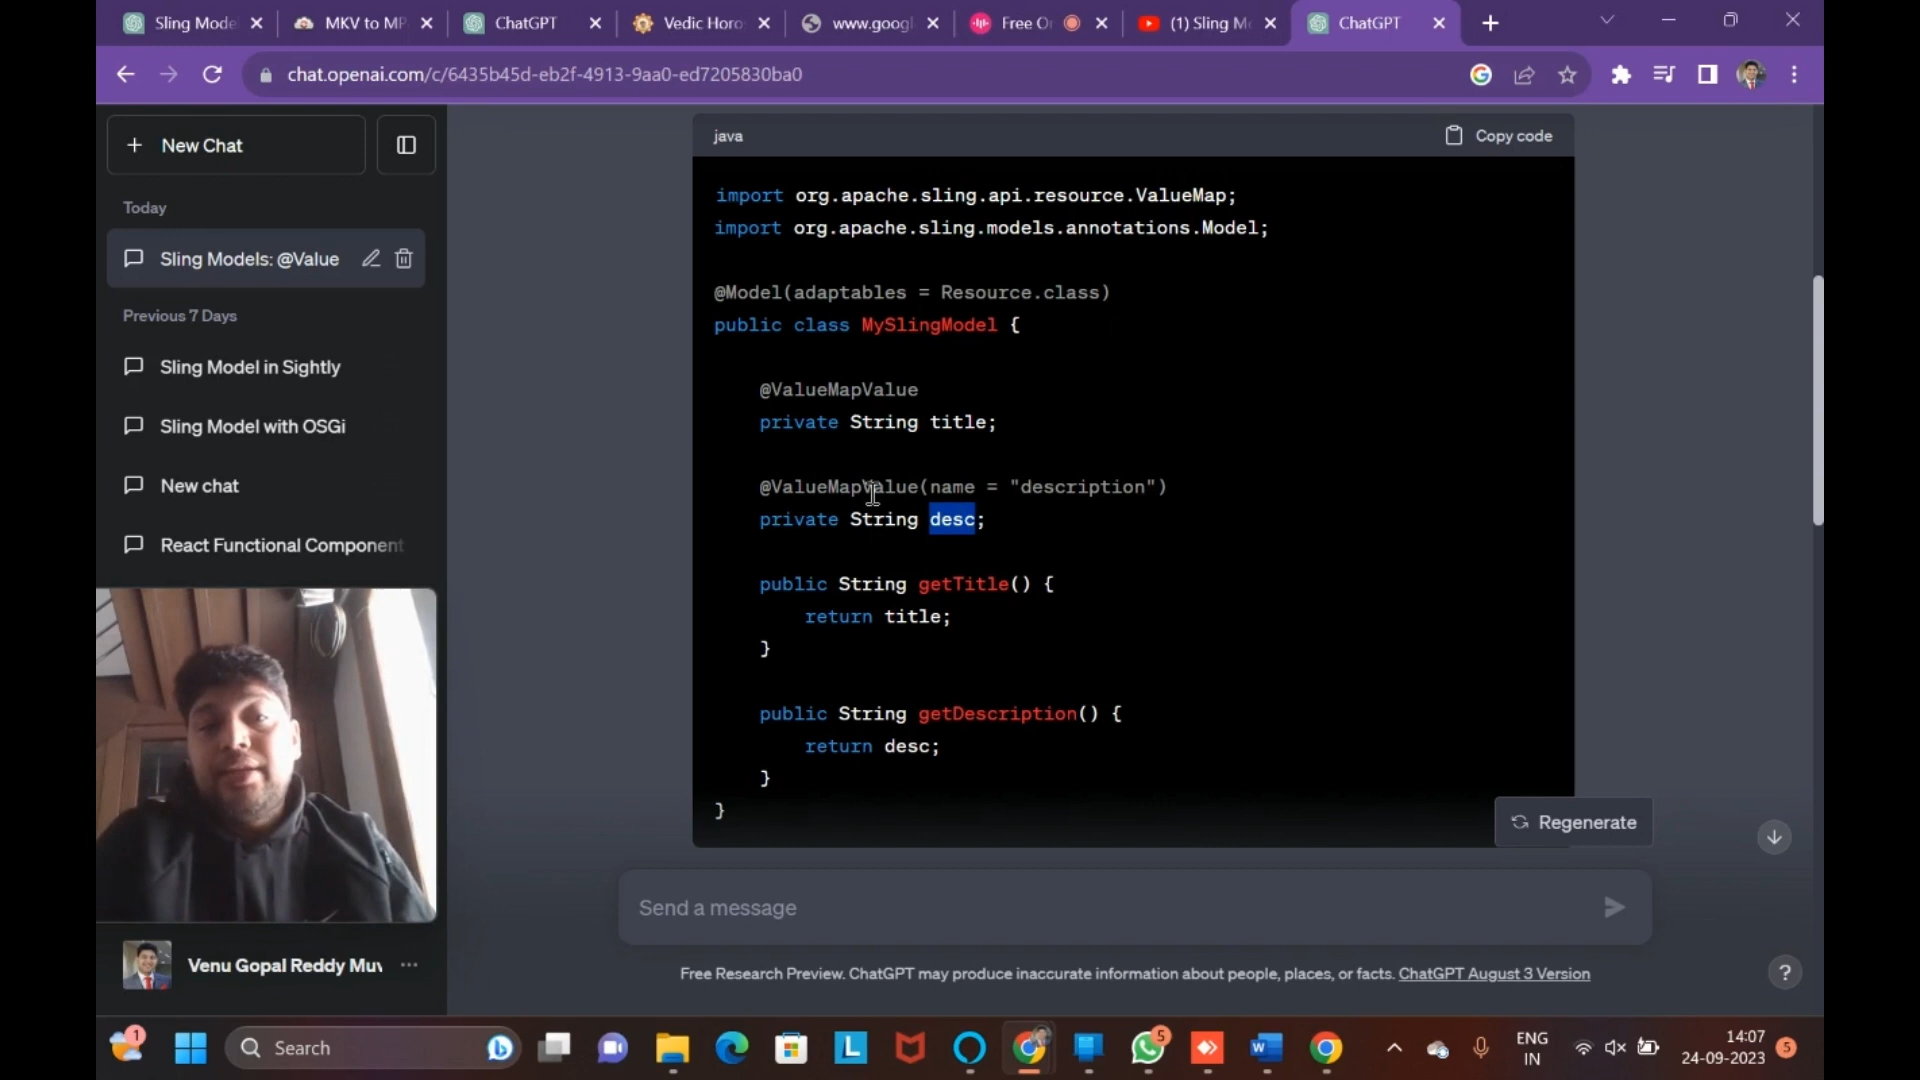 Sling Mode
MKV to MP
ChatGPT
Vedic Horo
www.googl
Free O
(1) Sling M
ChatGPT
chat.openai.com/c/6435b45d-eb2f-4913-9aa0-ed7205830ba0
New Chat
Today
Sling Models: @Value
Previous 7 Days
Sling Model in Sightly
Sling Model with OSGi
New chat
React Functional Component
Venu Gopal Reddy Muv
java
Copy code
import org.apache.sling.api.resource.ValueMap;
import org.apache.sling.models.annotations.Model;
@Model(adaptables = Resource.class)
public class MySlingModel {
@ValueMapValue
private String title;
@ValueMapValue(name = "description")
private String desc;
public String getTitle() {
return title;
}
public String getDescription() {
return desc;
}
}
Regenerate
Send a message
Free Research Preview. ChatGPT may produce inaccurate information about people, places, or facts. ChatGPT August 3 Version
?
1
Search
L
5
W
ENG
IN
14:07
24-09-2023
5